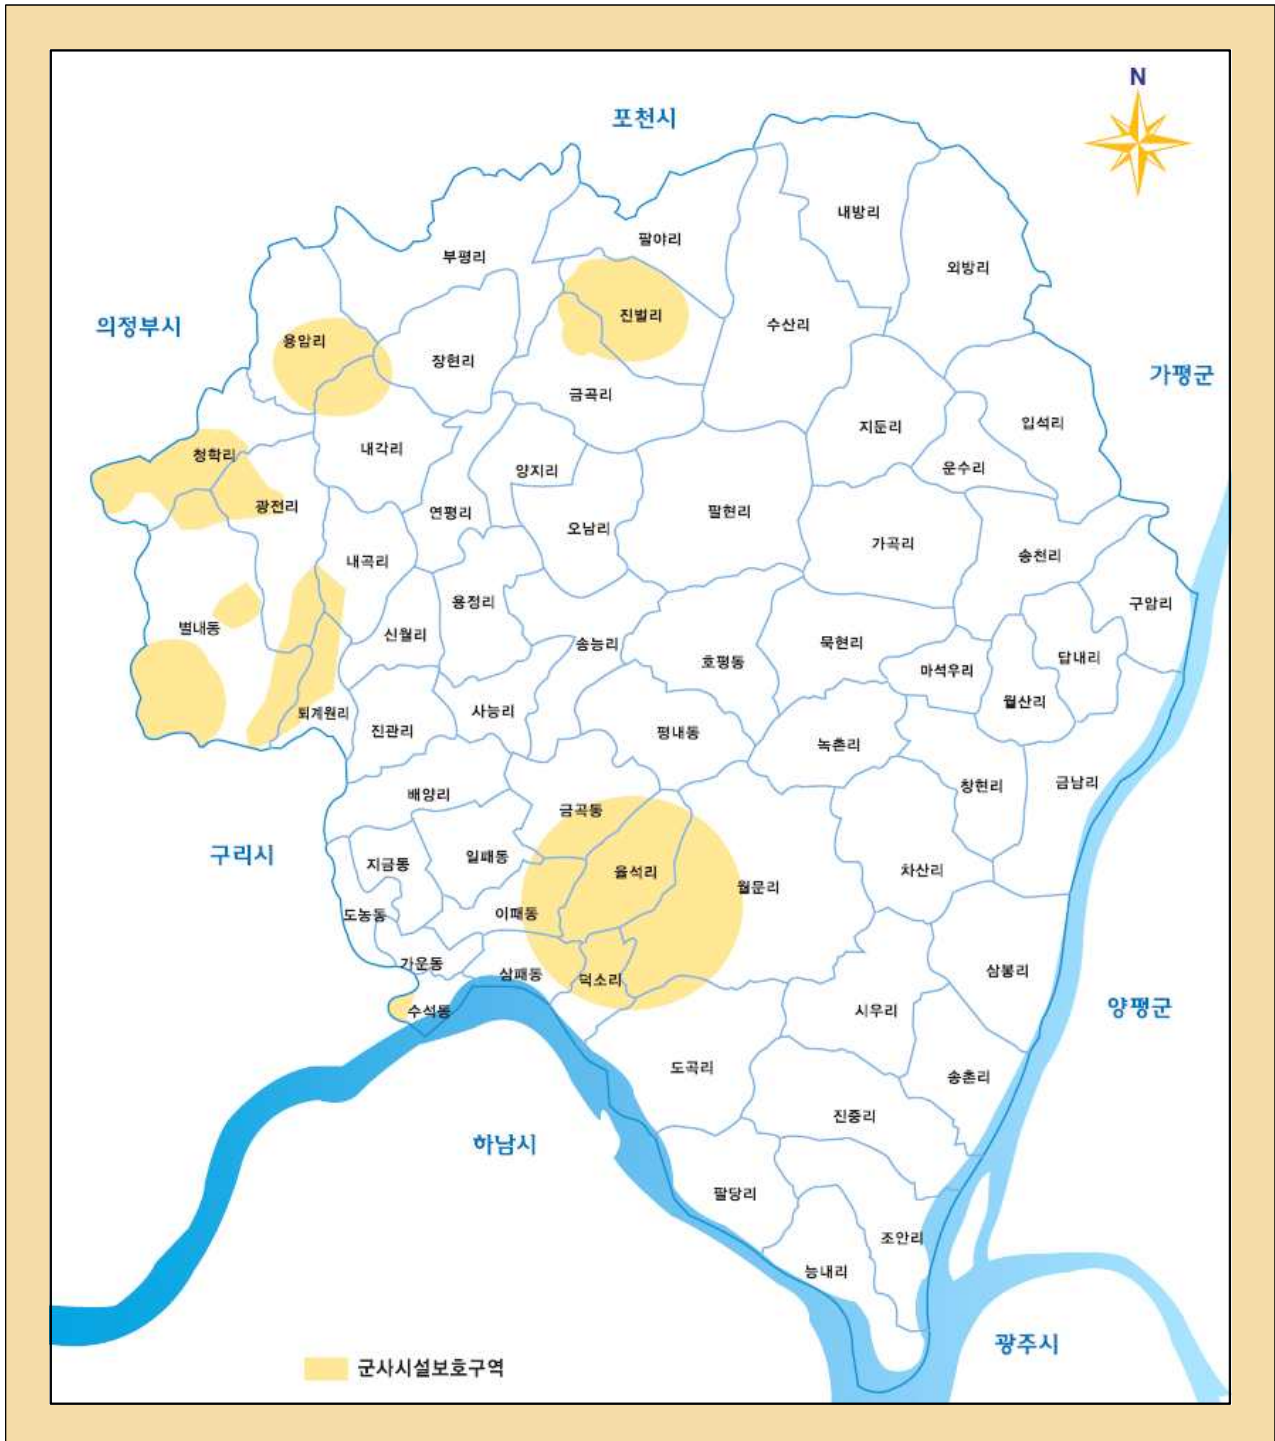 N
포천시
내방리
팔야리
부평리
외방리
진벌리
수산리
의정부시
용암리
장현리
가평군
금곡리
입석리
지둔리
내각리
청학리
운수리
양지리
광전리
연평리
팔현리
오남리
가곡리
송천리
내곡리
용정리
구암리
별내동
신월리
송능리
묵현리
호평동
답내리
마석우리
월산리
퇴계원리
사능리
진관리
평내동
녹촌리
금남리
창현리
배양리
금곡동
구리시
일패동
지금동
율석리
차산리
월문리
도농동
이패동
가운동
삼패동
삼봉리
덕소리
양평군
수석동
시우리
도곡리
송촌리
진중리
하남시
팔당리
조안리
능내리
광주시
군사시설보호구역